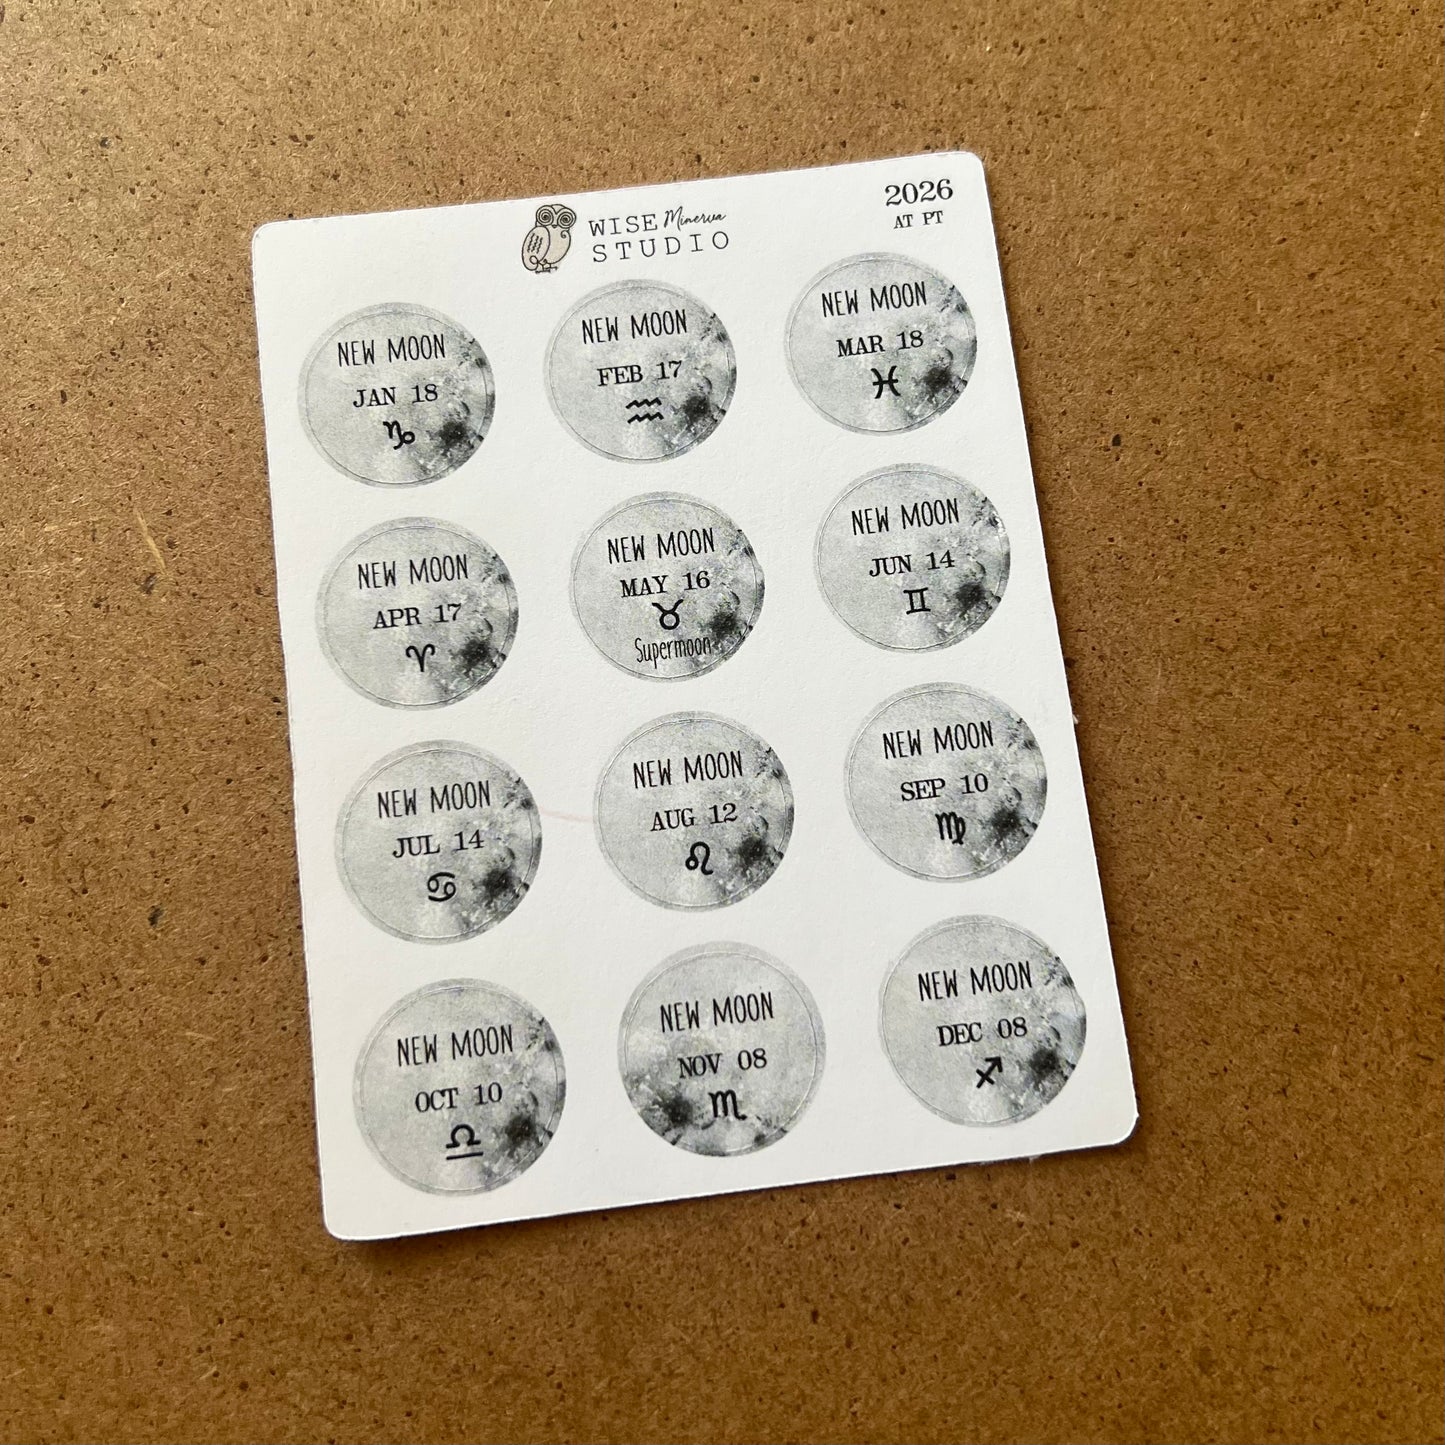 WISE Minerva
STUDIO
2026
AT PT
NEW MOON
JAN 18
♑
NEW MOON
FEB 17
♒
NEW MOON
MAR 18
♓
NEW MOON
APR 17
♈
NEW MOON
MAY 16
♉
Supermoon
NEW MOON
JUN 14
♊
NEW MOON
JUL 14
♋
NEW MOON
AUG 12
♌
NEW MOON
SEP 10
♍
NEW MOON
OCT 10
♎
NEW MOON
NOV 08
♏
NEW MOON
DEC 08
♐